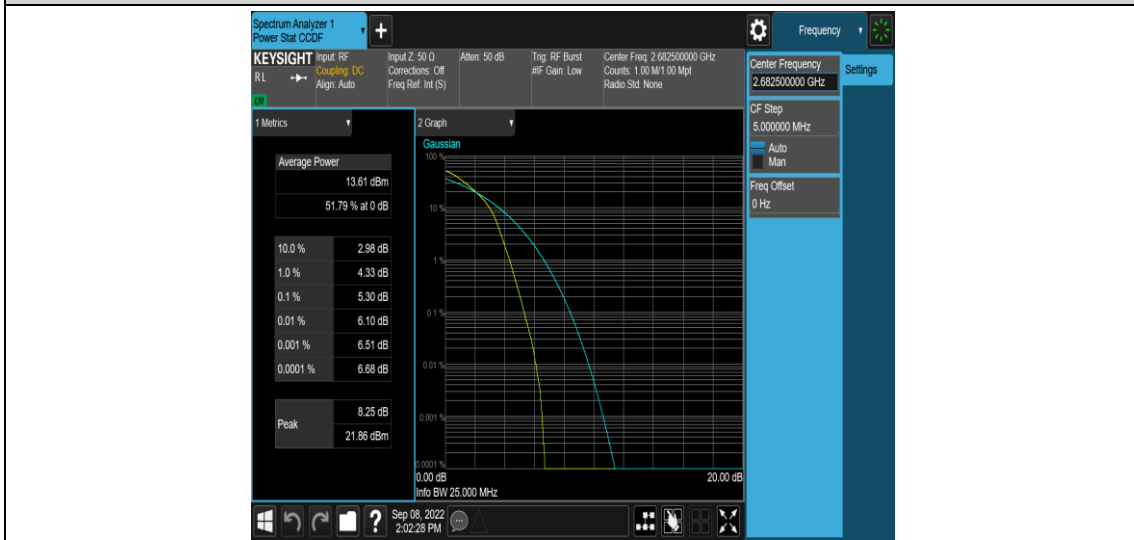 Spectrum Analyzer 1
Power Stat CCDF
+
Frequency
KEYSIGHT
RL
LXI
Input: RF
Coupling: DC
Align: Auto
Input Z: 50 Ω
Corrections: Off
Freq Ref: Int (S)
Atten: 50 dB
Trig: RF Burst
#IF Gain: Low
Center Freq: 2.682500000 GHz
Counts: 1.00 M/1.00 Mpt
Radio Std: None
Center Frequency
2.682500000 GHz
Settings
CF Step
5.000000 MHz
Auto
Man
Freq Offset
0 Hz
1 Metrics
Average Power
13.61 dBm
51.79 % at 0 dB
10.0 % 2.98 dB
1.0 % 4.33 dB
0.1 % 5.30 dB
0.01 % 6.10 dB
0.001 % 6.51 dB
0.0001 % 6.68 dB
Peak
8.25 dB
21.86 dBm
2 Graph
Gaussian
100 %
10 %
1 %
0.1 %
0.01 %
0.001 %
0.0001 %
0.00 dB 20.00 dB
Info BW 25.000 MHz
?
Sep 08, 2022
2:02:28 PM